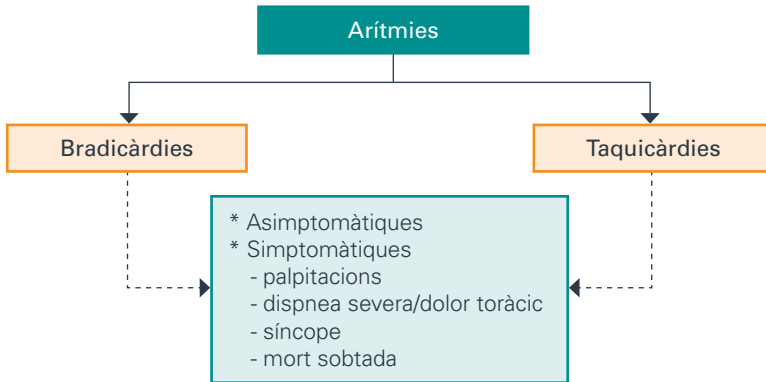 Arítmies
Bradicàrdies
Taquicàrdies
* Asimptomàtiques
* Simptomàtiques
- palpitacions
- dispnea severa/dolor toràcic
- síncope
- mort sobtada